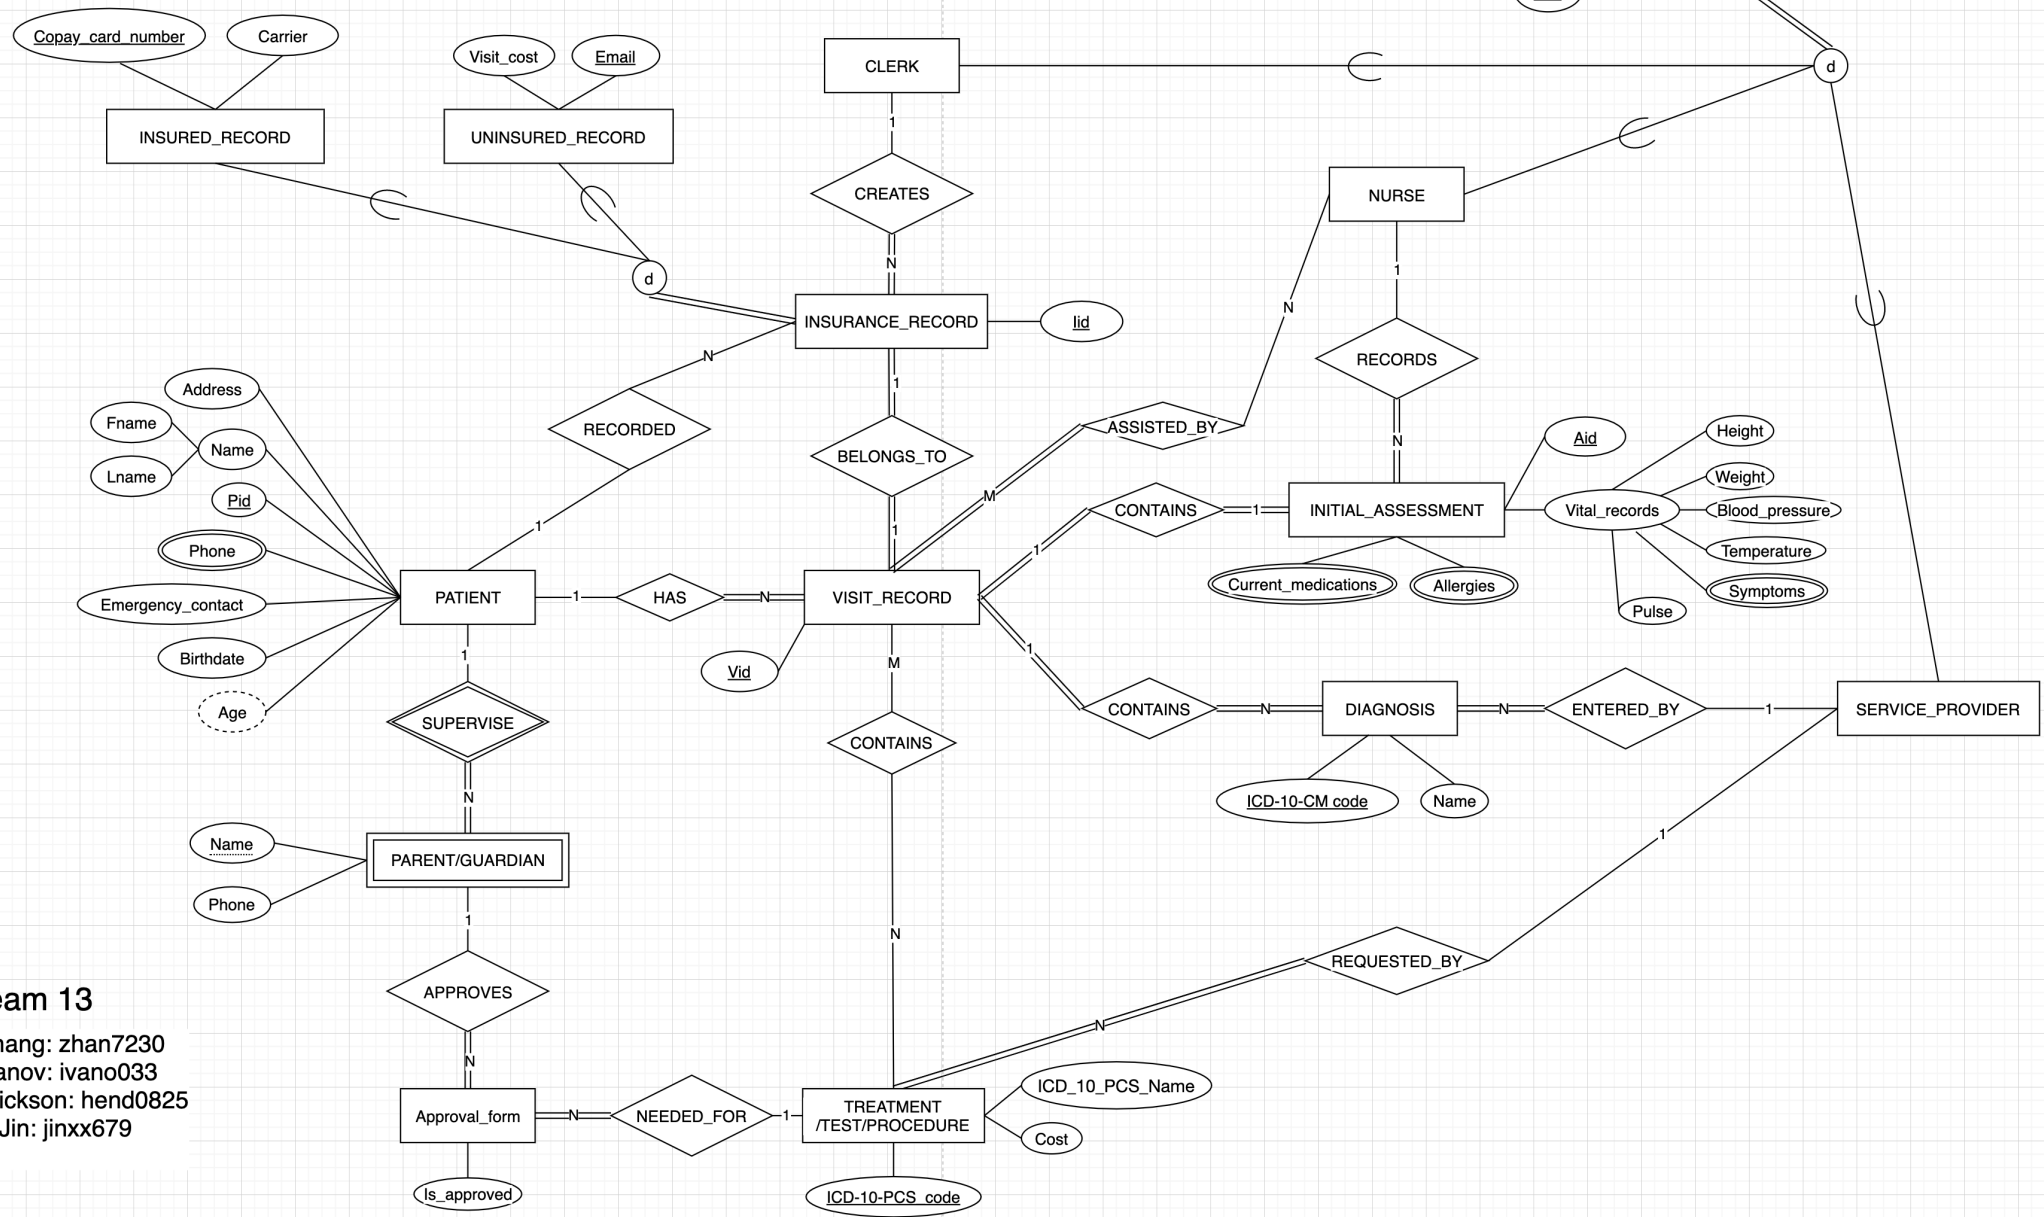 Copay_card_number
Carrier
Visit_cost
Email
CLERK
d
INSURED_RECORD
UNINSURED_RECORD
1
CREATES
NURSE
N
d
1
INSURANCE_RECORD
Iid
N
N
RECORDS
1
Address
Fname
Name
Lname
RECORDED
BELONGS_TO
ASSISTED_BY
N
Aid
Height
Weight
Pid
M
CONTAINS
1
INITIAL_ASSESSMENT
Vital_records
Blood_pressure
1
1
1
Phone
Temperature
Current_medications
Allergies
Symptoms
Emergency_contact
PATIENT
1
HAS
N
VISIT_RECORD
Pulse
Birthdate
1
M
1
Vid
Age
SUPERVISE
CONTAINS
CONTAINS
N
DIAGNOSIS
N
ENTERED_BY
1
SERVICE_PROVIDER
N
ICD-10-CM code
Name
Name
PARENT/GUARDIAN
1
Phone
1
N
REQUESTED_BY
APPROVES
eam 13
N
nang: zhan7230
anov: ivano033
ickson: hend0825
Jin: jinxx679
N
Approval_form
N
NEEDED_FOR
1
TREATMENT
/TEST/PROCEDURE
ICD_10_PCS_Name
Cost
Is_approved
ICD-10-PCS_code